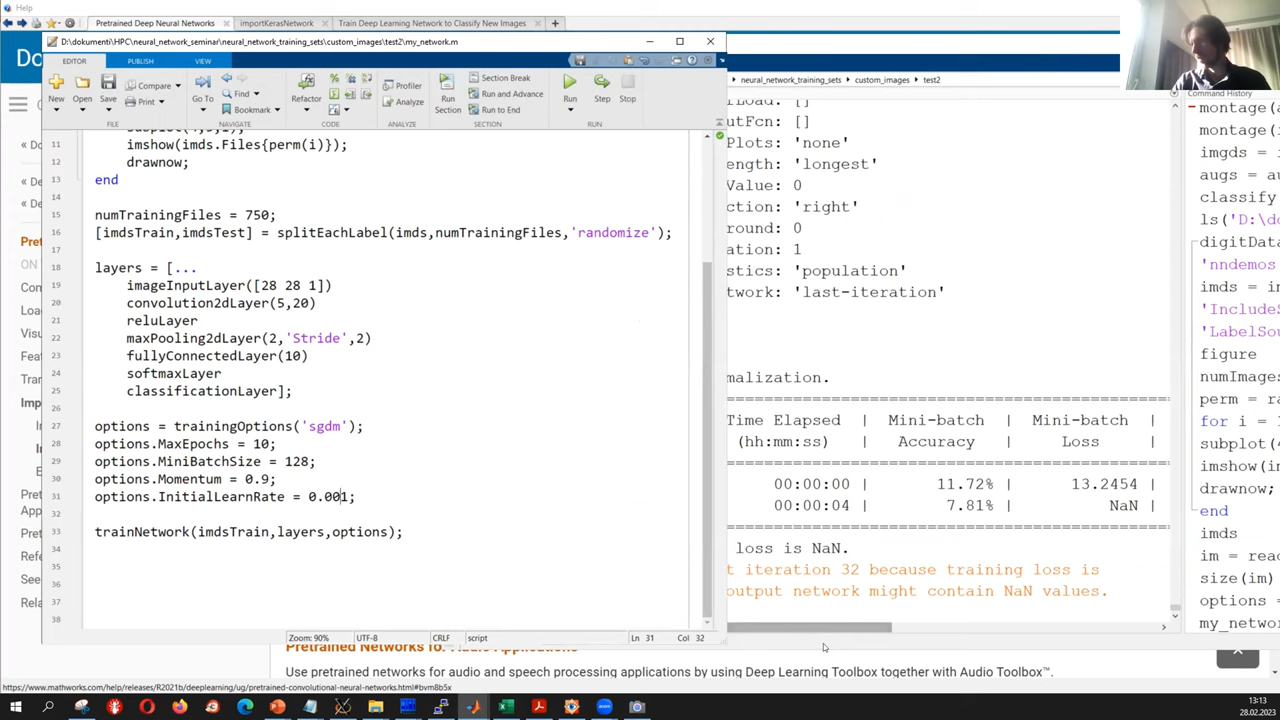 Help
Pretrained Deep Neural Networks
importKerasNetwork
Train Deep Learning Network to Classify New Images
D:\dokumenti\HPC\neural_network_seminar\neural_network_training_sets\custom_images\test2\my_network.m
EDITOR PUBLISH VIEW
New Open Save
Compare
Print
Go To
Find
Bookmark
Refactor
Profiler
Analyze
Run Section
Section Break
Run and Advance
Run to End
Run Step Stop
FILE NAVIGATE CODE ANALYZE SECTION RUN
neural_network_training_sets custom_images test2
11 imshow(imds.Files{perm(i)});
12 drawnow;
13 end
14
15 numTrainingFiles = 750;
16 [imdsTrain,imdsTest] = splitEachLabel(imds,numTrainingFiles,'randomize');
17
18 layers = [...
19 imageInputLayer([28 28 1])
20 convolution2dLayer(5,20)
21 reluLayer
22 maxPooling2dLayer(2,'Stride',2)
23 fullyConnectedLayer(10)
24 softmaxLayer
25 classificationLayer];
26
27 options = trainingOptions('sgdm');
28 options.MaxEpochs = 10;
29 options.MiniBatchSize = 128;
30 options.Momentum = 0.9;
31 options.InitialLearnRate = 0.001;
32
33 trainNetwork(imdsTrain,layers,options);
34
35
36
37
38
Zoom: 90% UTF-8 CRLF script Ln 31 Col 32
utFcn: []
Plots: 'none'
ength: 'longest'
Value: 0
ction: 'right'
round: 0
ation: 1
stics: 'population'
twork: 'last-iteration'
malization.
Time Elapsed | Mini-batch | Mini-batch |
(hh:mm:ss) | Accuracy | Loss |
00:00:00 | 11.72% | 13.2454
00:00:04 | 7.81% | NaN
loss is NaN.
t iteration 32 because training loss is
output network might contain NaN values.
Command History
montage(a
montage(i
imgds = i
augs = au
classify
ls('D:\do
digitData
'nndemos
imds = im
'IncludeS
'LabelSou
figure
numImages
perm = ra
for i = 1
subplot(4
imshow(im
drawnow;
end
imds
im = read
size(im)
options =
my_networ
Use pretrained networks for audio and speech processing applications by using Deep Learning Toolbox together with Audio Toolbox™.
https://www.mathworks.com/help/releases/R2021b/deeplearning/ug/pretrained-convolutional-neural-networks.html#bvm8b5x
13:13
28.02.2023